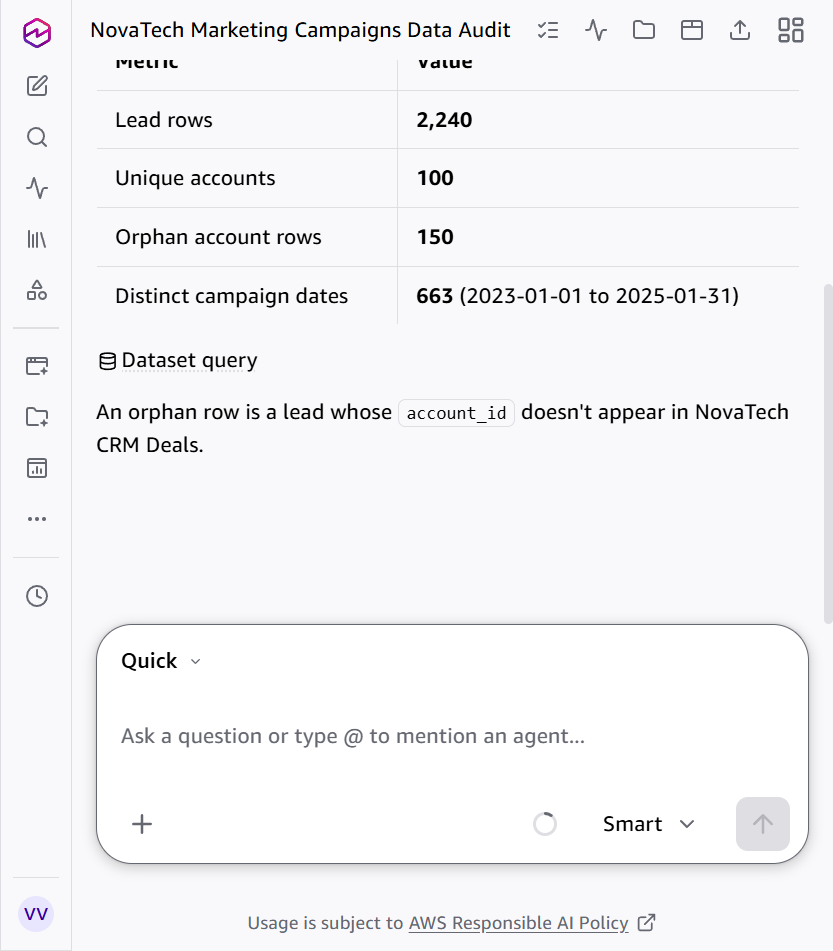 NovaTech Marketing Campaigns Data Audit
Metric Value
Lead rows 2,240
Unique accounts 100
Orphan account rows 150
Distinct campaign dates 663 (2023-01-01 to 2025-01-31)
Dataset query
An orphan row is a lead whose account_id doesn't appear in NovaTech
CRM Deals.
Quick
Ask a question or type @ to mention an agent...
Smart
VV
Usage is subject to AWS Responsible AI Policy